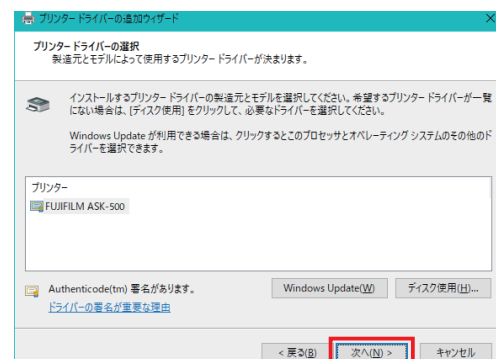 プリンター ドライバーの追加ウィザード
プリンター ドライバーの選択
製造元とモデルによって使用するプリンター ドライバーが決まります。
インストールするプリンター ドライバーの製造元とモデルを選択してください。希望するプリンター ドライバーが一覧
にない場合は、[ディスク使用] をクリックして、必要なドライバーを選択してください。
Windows Update が利用できる場合は、クリックするとこのプロセッサとオペレーティング システムのその他のド
ライバーを選択できます。
プリンター
FUJIFILM ASK-500
Authenticode(tm) 署名があります。
ドライバーの署名が重要な理由
Windows Update(W)
ディスク使用(H)...
< 戻る(B)
次へ(N) >
キャンセル